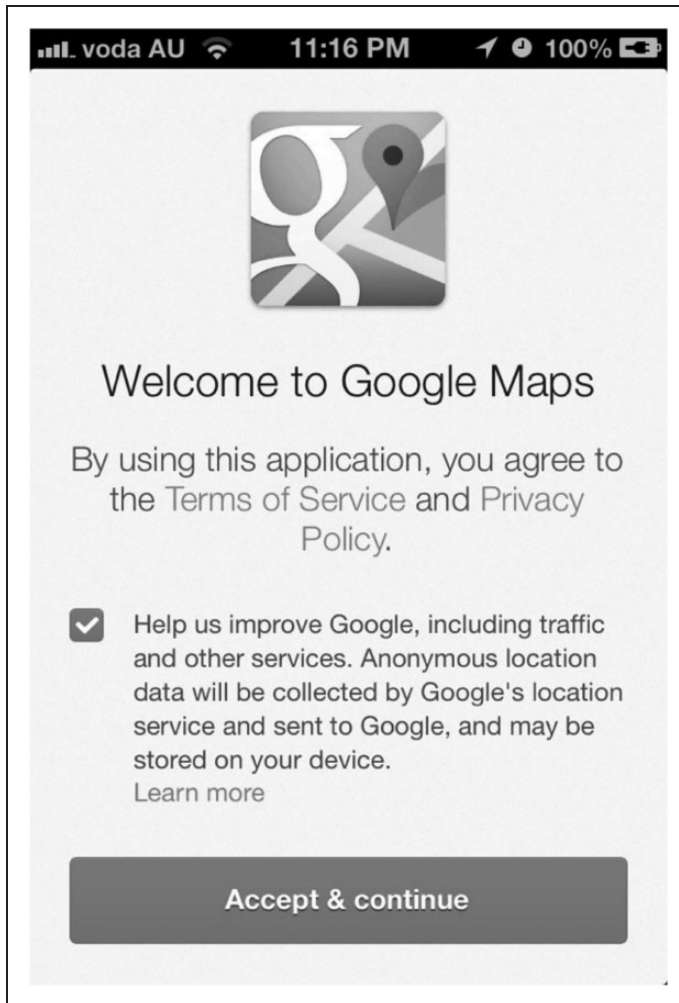 voda AU 11:16 PM 100%
g
Welcome to Google Maps
By using this application, you agree to
the Terms of Service and Privacy
Policy.
Help us improve Google, including traffic
and other services. Anonymous location
data will be collected by Google's location
service and sent to Google, and may be
stored on your device.
Learn more
Accept & continue